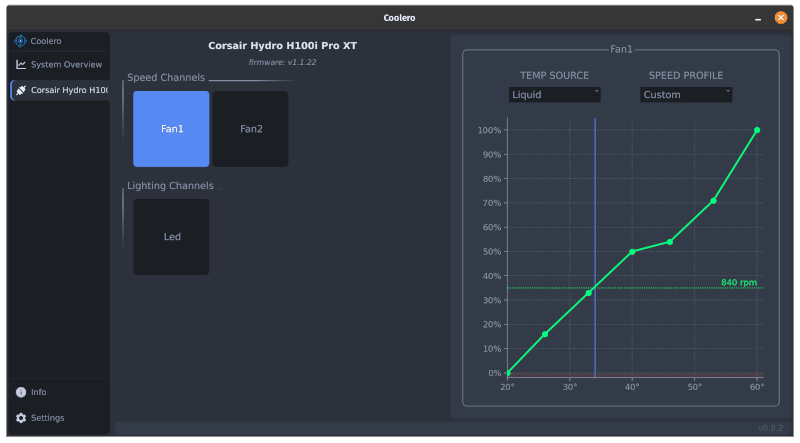 Coolero
Coolero
System Overview
Corsair Hydro H100
Info
Settings
Corsair Hydro H100i Pro XT
firmware: v1.1.22
Speed Channels
Fan1
Fan2
Lighting Channels
Led
Fan1
TEMP SOURCE
SPEED PROFILE
Liquid
Custom
100%
90%
80%
70%
60%
50%
40%
30%
20%
10%
0%
840 rpm
20°
30°
40°
50°
60°
v0.8.2